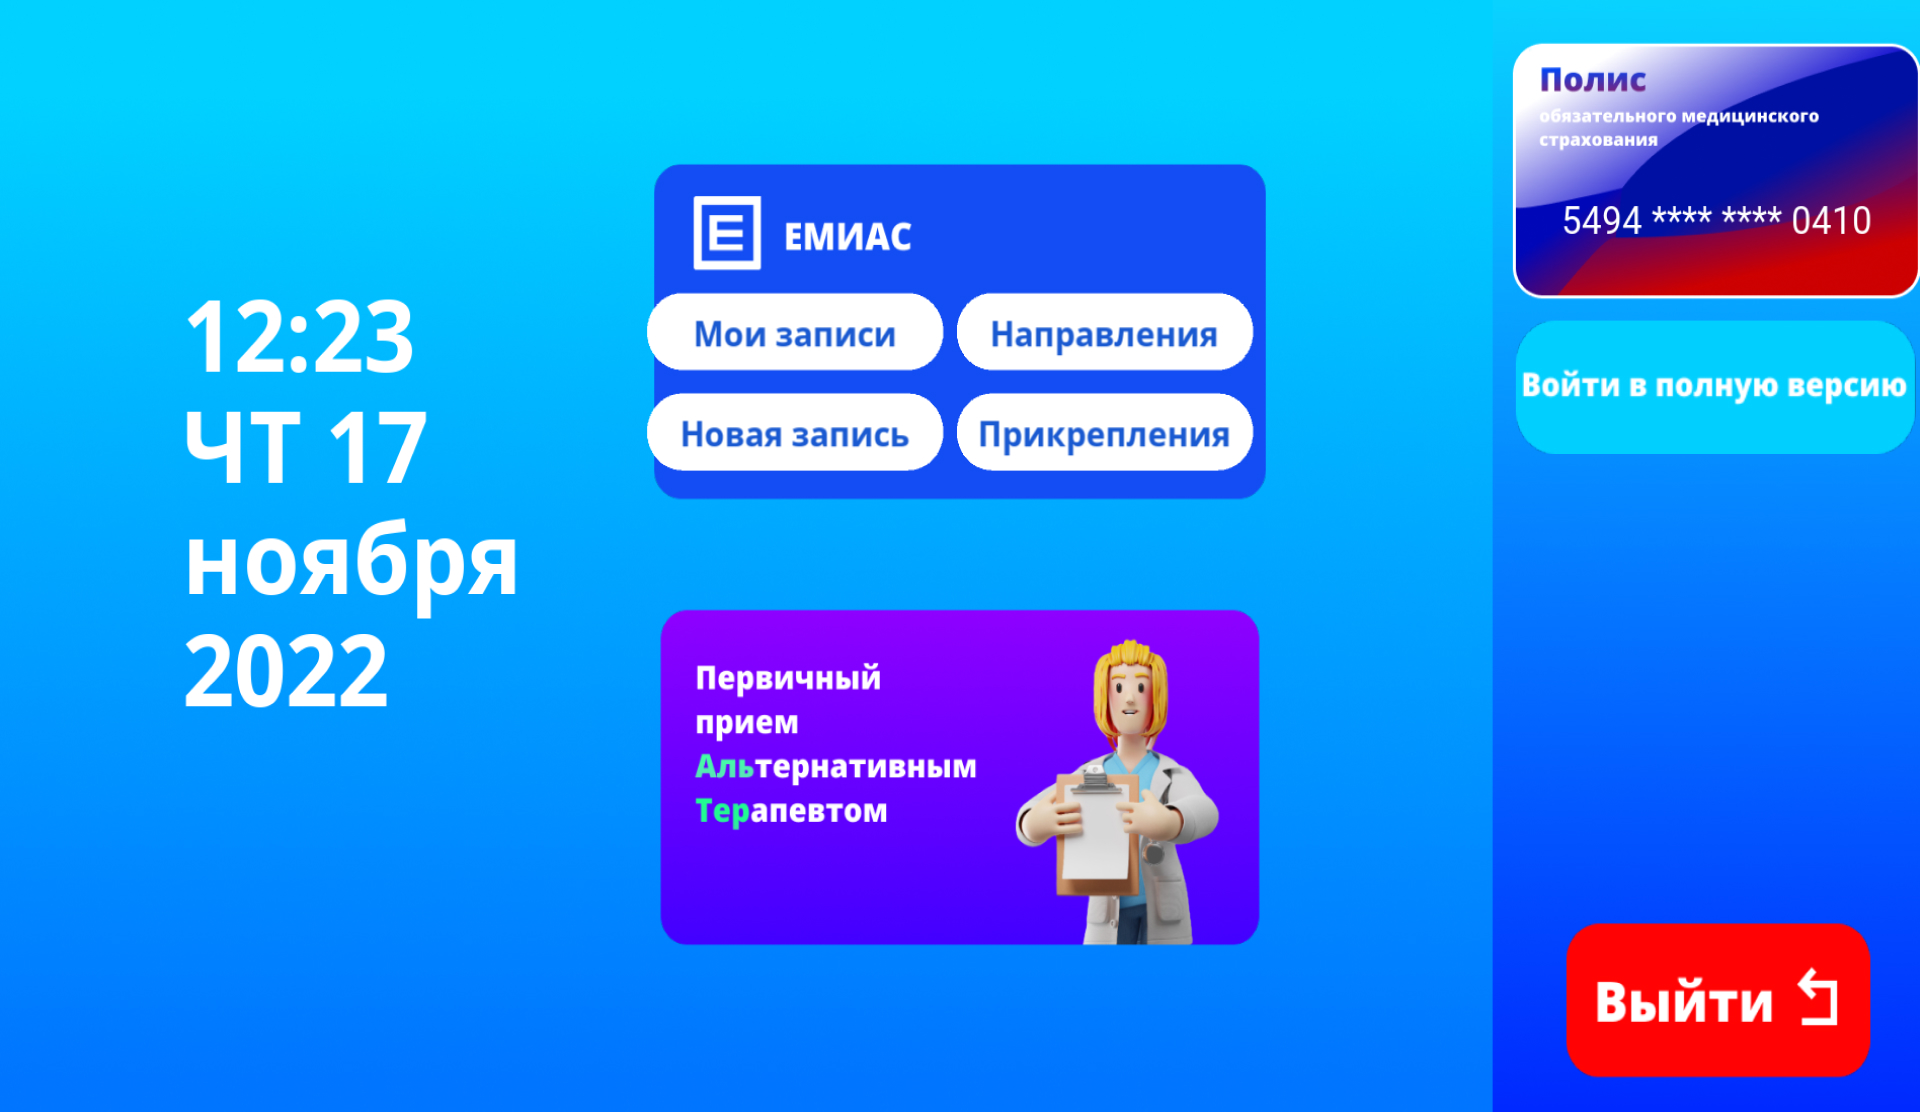 12:23
ЧТ 17
ноября
2022
ЕМИАС
Мои записи
Направления
Новая запись
Прикрепления
Первичный
прием
Альтернативным
Терапевтом
Полис
обязательного медицинского
страхования
5494 **** **** 0410
Войти в полную версию
Выйти